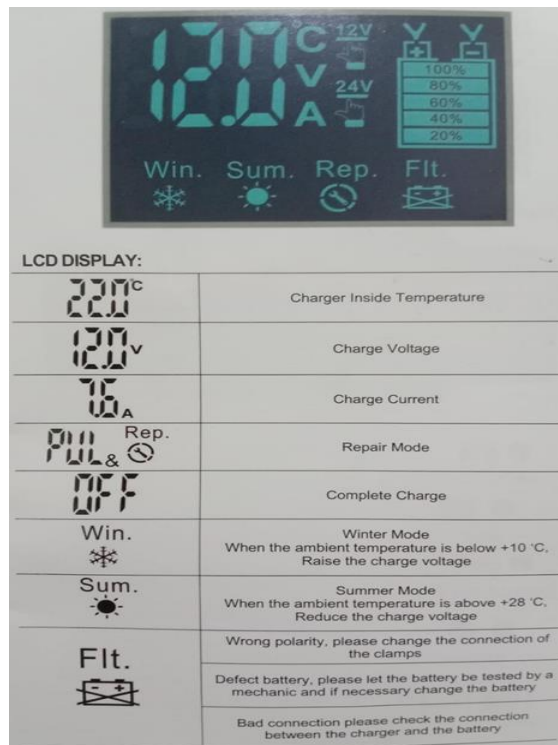 12.0 °C V A
12V
24V
100%
80%
60%
40%
20%
Win. Sum. Rep. Flt.
LCD DISPLAY:
22.0 °C Charger Inside Temperature
12.0 V Charge Voltage
7.6 A Charge Current
PUL & Rep. Repair Mode
OFF Complete Charge
Win. Winter Mode
When the ambient temperature is below +10 °C,
Raise the charge voltage
Sum. Summer Mode
When the ambient temperature is above +28 °C,
Reduce the charge voltage
Flt.
Wrong polarity, please change the connection of
the clamps
Defect battery, please let the battery be tested by a
mechanic and if necessary change the battery
Bad connection please check the connection
between the charger and the battery